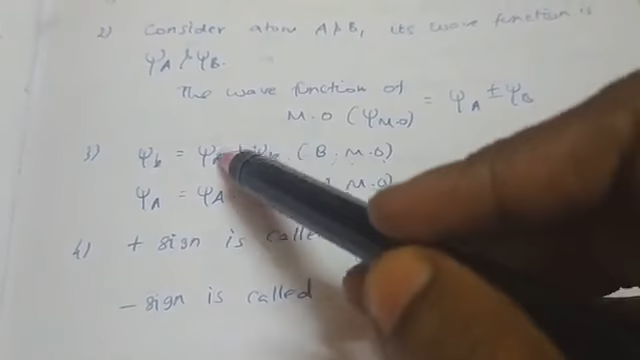 2) Consider atom A & B, its wave function is
ψA & ψB.
The wave function of
M.O (ψM.O) = ψA ± ψB
3) ψb = ψA + ψB. (B. M.O)
ψA = ψA M.O)
4) + sign is called
- sign is called